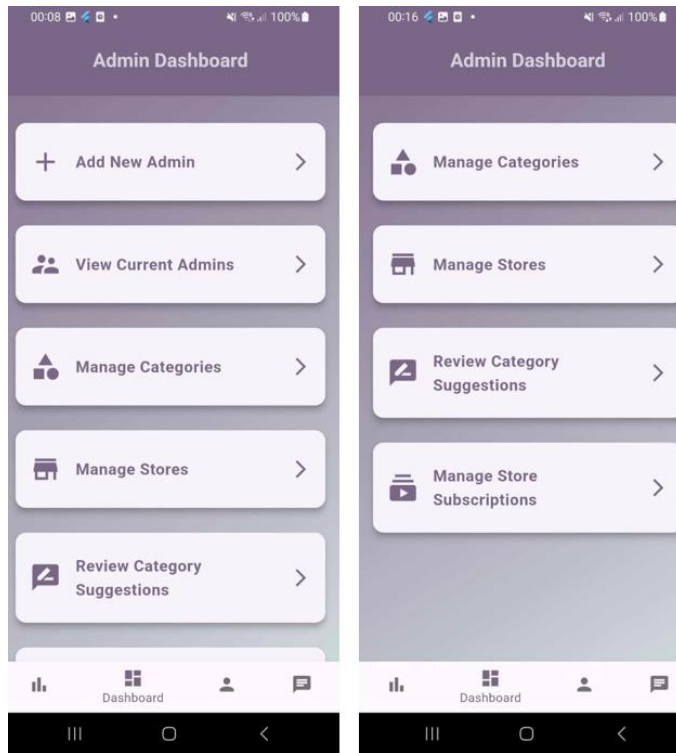 00:08
100%
Admin Dashboard
Add New Admin
View Current Admins
Manage Categories
Manage Stores
Review Category
Suggestions
Dashboard
00:16
100%
Admin Dashboard
Manage Categories
Manage Stores
Review Category
Suggestions
Manage Store
Subscriptions
Dashboard